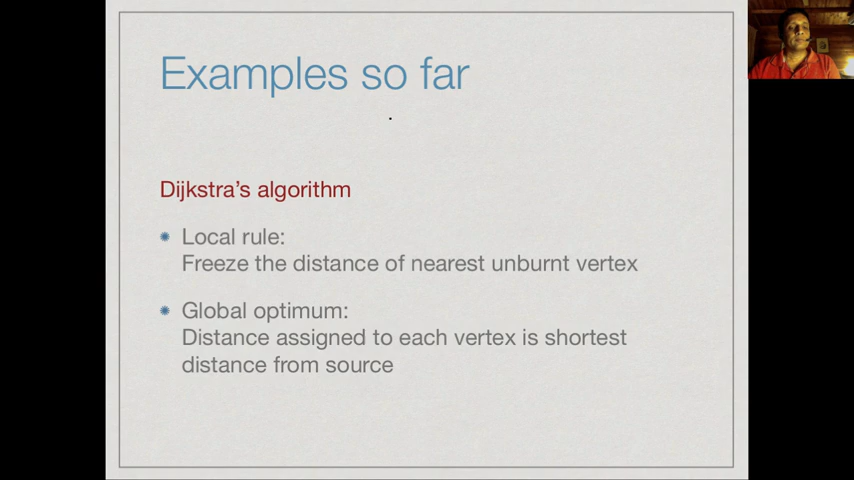 Examples so far
Dijkstra's algorithm
Local rule:
Freeze the distance of nearest unburnt vertex
Global optimum:
Distance assigned to each vertex is shortest
distance from source